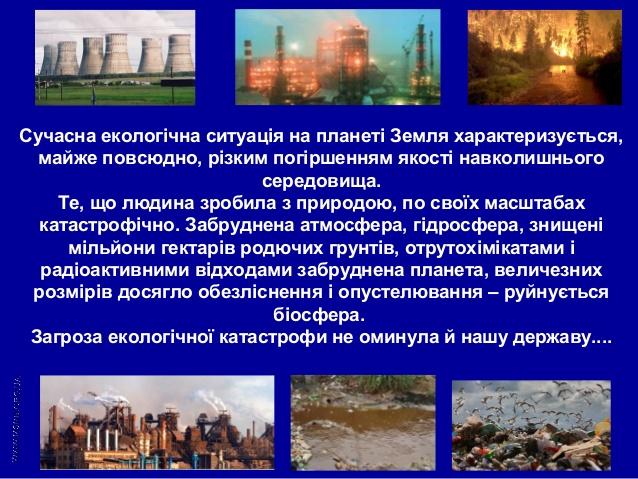 Сучасна екологічна ситуація на планеті Земля характеризується,
майже повсюдно, різким погіршенням якості навколишнього
середовища.
Те, що людина зробила з природою, по своїх масштабах
катастрофічно. Забруднена атмосфера, гідросфера, знищені
мільйони гектарів родючих грунтів, отрутохімікатами і
радіоактивними відходами забруднена планета, величезних
розмірів досягло обезліснення і опустелювання – руйнується
біосфера.
Загроза екологічної катастрофи не оминула й нашу державу....